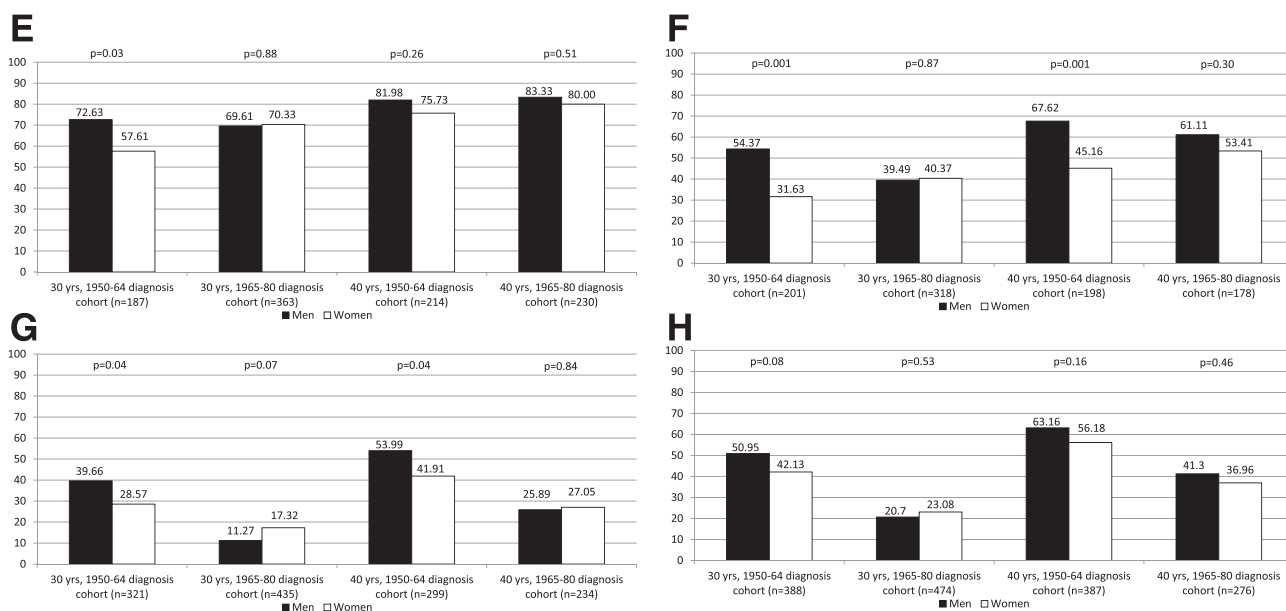 E
p=0.03 p=0.88 p=0.26 p=0.51
100
90
80
70
60
50
40
30
20
10
0
72.63
57.61
69.61
70.33
81.98
75.73
83.33
80.00
30 yrs, 1950-64 diagnosis cohort (n=187)
30 yrs, 1965-80 diagnosis cohort (n=363)
40 yrs, 1950-64 diagnosis cohort (n=214)
40 yrs, 1965-80 diagnosis cohort (n=230)
Men Women
F
p=0.001 p=0.87 p=0.001 p=0.30
100
90
80
70
60
50
40
30
20
10
0
54.37
31.63
39.49
40.37
67.62
45.16
61.11
53.41
30 yrs, 1950-64 diagnosis cohort (n=201)
30 yrs, 1965-80 diagnosis cohort (n=318)
40 yrs, 1950-64 diagnosis cohort (n=198)
40 yrs, 1965-80 diagnosis cohort (n=178)
Men Women
G
p=0.04 p=0.07 p=0.04 p=0.84
100
90
80
70
60
50
40
30
20
10
0
39.66
28.57
11.27
17.32
53.99
41.91
25.89
27.05
30 yrs, 1950-64 diagnosis cohort (n=321)
30 yrs, 1965-80 diagnosis cohort (n=435)
40 yrs, 1950-64 diagnosis cohort (n=299)
40 yrs, 1965-80 diagnosis cohort (n=234)
Men Women
H
p=0.08 p=0.53 p=0.16 p=0.46
100
90
80
70
60
50
40
30
20
10
0
50.95
42.13
20.7
23.08
63.16
56.18
41.3
36.96
30 yrs, 1950-64 diagnosis cohort (n=388)
30 yrs, 1965-80 diagnosis cohort (n=474)
40 yrs, 1950-64 diagnosis cohort (n=387)
40 yrs, 1965-80 diagnosis cohort (n=276)
Men Women